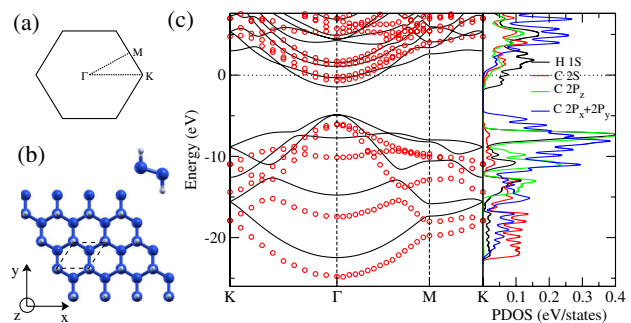 (a)
M
Γ
K
(b)
y
z
x
(c)
Energy (eV)
0
-10
-20
K
Γ
M
K
H 1S
C 2S
C 2P_z
C 2P_x+2P_y
0.1
0.2
0.3
0.4
PDOS (eV/states)